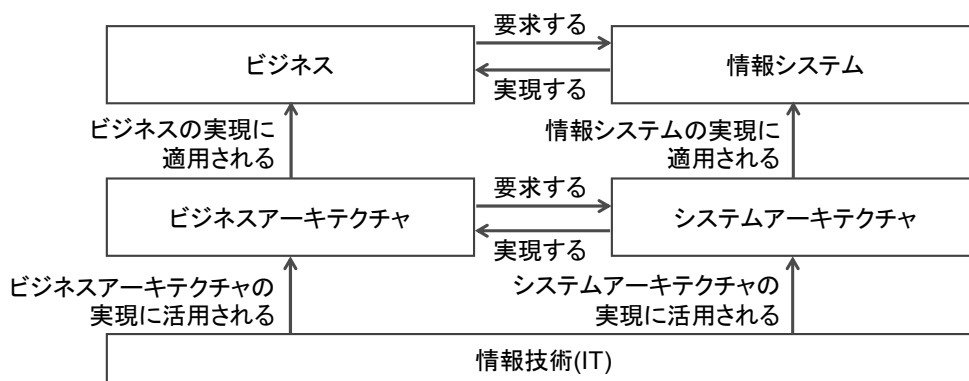 要求する
ビジネス
情報システム
実現する
ビジネスの実現に
適用される
情報システムの実現に
適用される
要求する
ビジネスアーキテクチャ
システムアーキテクチャ
実現する
ビジネスアーキテクチャの
実現に活用される
システムアーキテクチャの
実現に活用される
情報技術(IT)